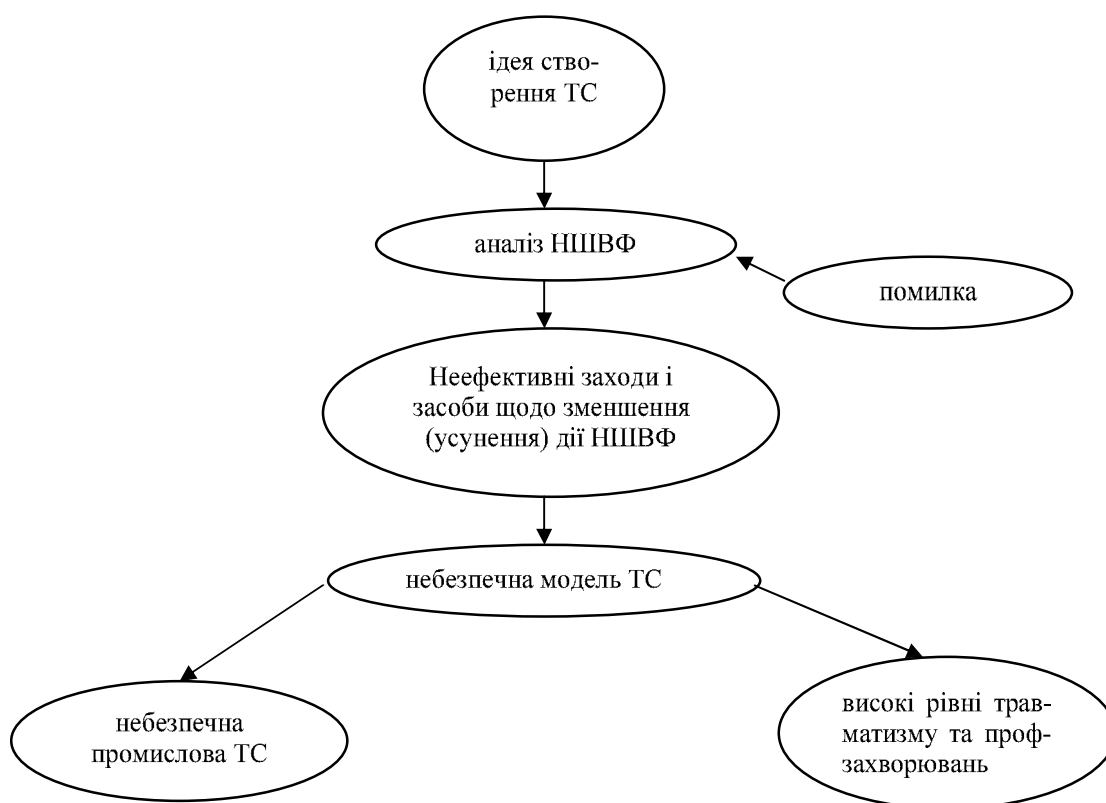 ідея ство-
рення ТС
аналіз НШВФ
помилка
Неефективні заходи і
засоби щодо зменшення
(усунення) дії НШВФ
небезпечна модель ТС
небезпечна
промислова ТС
високі рівні трав-
матизму та проф-
захворювань